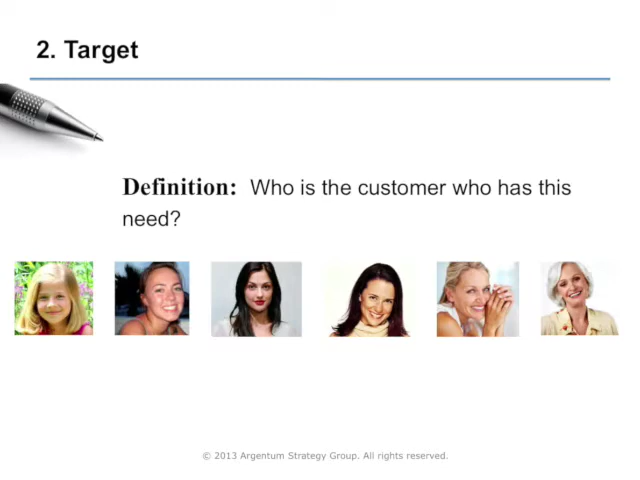 2. Target
Definition: Who is the customer who has this
need?
© 2013 Argentum Strategy Group. All rights reserved.